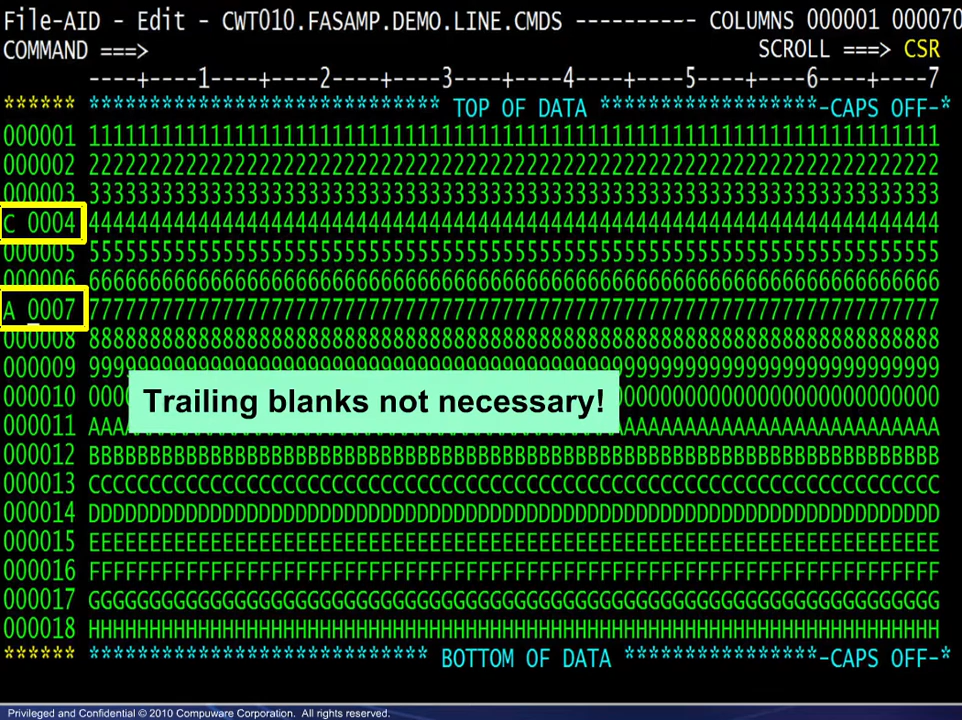 File-AID - Edit - CWT010.FASAMP.DEMO.LINE.CMDS ---------- COLUMNS 000001 000070
COMMAND ===> SCROLL ===> CSR
----+----1----+----2----+----3----+----4----+----5----+----6----+----7
****** ***************************** TOP OF DATA ******************-CAPS OFF-*
000001 1111111111111111111111111111111111111111111111111111111111111111111111
000002 2222222222222222222222222222222222222222222222222222222222222222222222
000003 3333333333333333333333333333333333333333333333333333333333333333333333
C 0004 4444444444444444444444444444444444444444444444444444444444444444444444
000005 5555555555555555555555555555555555555555555555555555555555555555555555
000006 6666666666666666666666666666666666666666666666666666666666666666666666
A 0007 7777777777777777777777777777777777777777777777777777777777777777777777
000008 8888888888888888888888888888888888888888888888888888888888888888888888
000009 9999999999999999999999999999999999999999999999999999999999999999999999
000010 000 00000000000000000000000000
Trailing blanks not necessary!
000011 AAA AAAAAAAAAAAAAAAAAAAAAAAAAA
000012 BBBBBBBBBBBBBBBBBBBBBBBBBBBBBBBBBBBBBBBBBBBBBBBBBBBBBBBBBBBBBBBBBBBBBB
000013 CCCCCCCCCCCCCCCCCCCCCCCCCCCCCCCCCCCCCCCCCCCCCCCCCCCCCCCCCCCCCCCCCCCCCC
000014 DDDDDDDDDDDDDDDDDDDDDDDDDDDDDDDDDDDDDDDDDDDDDDDDDDDDDDDDDDDDDDDDDDDDDD
000015 EEEEEEEEEEEEEEEEEEEEEEEEEEEEEEEEEEEEEEEEEEEEEEEEEEEEEEEEEEEEEEEEEEEEEE
000016 FFFFFFFFFFFFFFFFFFFFFFFFFFFFFFFFFFFFFFFFFFFFFFFFFFFFFFFFFFFFFFFFFFFFFF
000017 GGGGGGGGGGGGGGGGGGGGGGGGGGGGGGGGGGGGGGGGGGGGGGGGGGGGGGGGGGGGGGGGGGGGGG
000018 HHHHHHHHHHHHHHHHHHHHHHHHHHHHHHHHHHHHHHHHHHHHHHHHHHHHHHHHHHHHHHHHHHHHHH
****** **************************** BOTTOM OF DATA ****************-CAPS OFF-*
Privileged and Confidential © 2010 Compuware Corporation. All rights reserved.